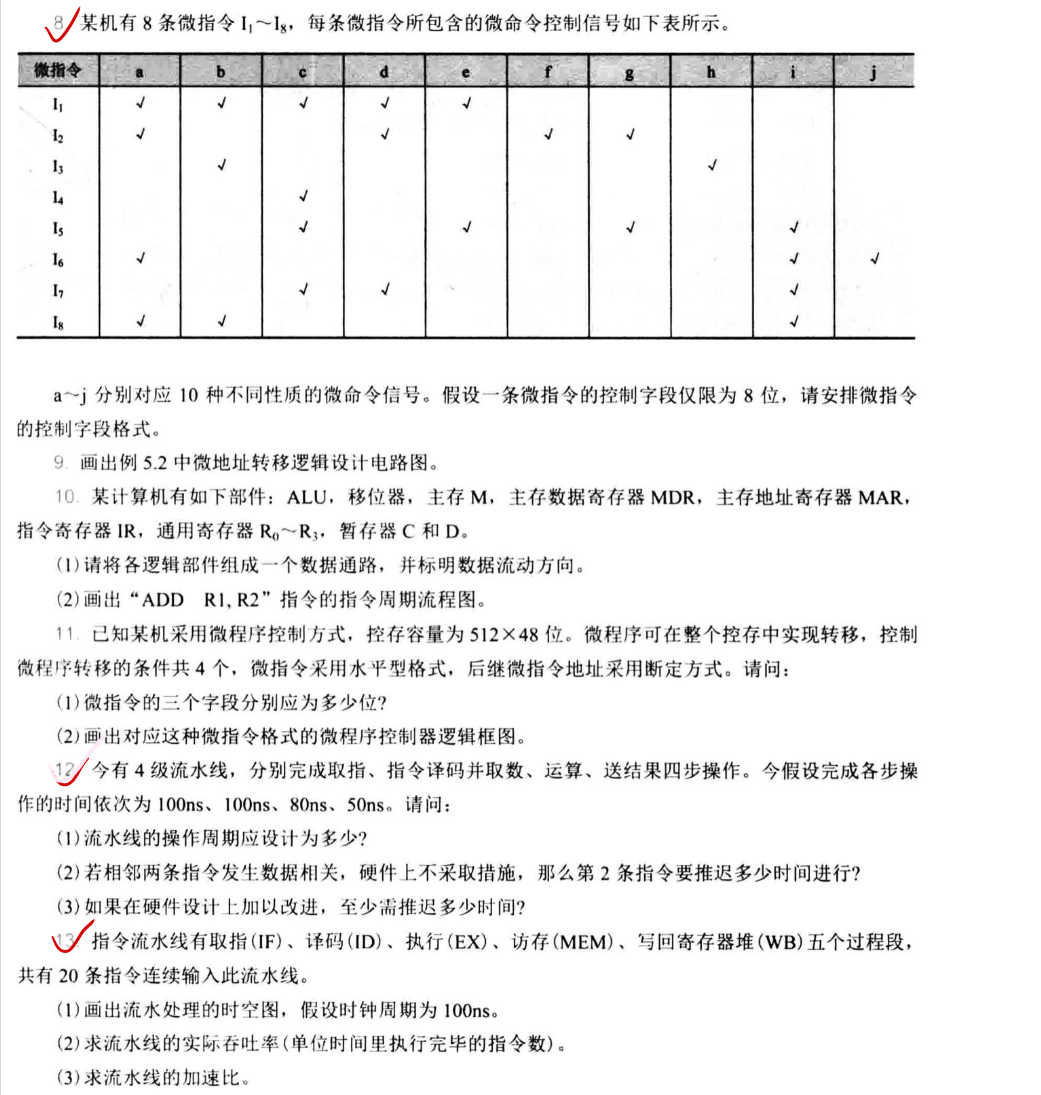 8. 某机有 8 条微指令 I₁～I₈，每条微指令所包含的微命令控制信号如下表所示。
微指令 a b c d e f g h i j
I₁ √ √ √ √ √
I₂ √ √ √ √
I₃ √ √
I₄ √
I₅ √ √ √ √
I₆ √ √ √
I₇ √ √ √
I₈ √ √ √
a～j 分别对应 10 种不同性质的微命令信号。假设一条微指令的控制字段仅限为 8 位，请安排微指令
的控制字段格式。
9. 画出例 5.2 中微地址转移逻辑设计电路图。
10. 某计算机有如下部件：ALU，移位器，主存 M，主存数据寄存器 MDR，主存地址寄存器 MAR，
指令寄存器 IR，通用寄存器 R₀～R₃，暂存器 C 和 D。
(1)请将各逻辑部件组成一个数据通路，并标明数据流动方向。
(2)画出“ADD R1, R2”指令的指令周期流程图。
11. 已知某机采用微程序控制方式，控存容量为 512×48 位。微程序可在整个控存中实现转移，控制
微程序转移的条件共 4 个，微指令采用水平型格式，后继微指令地址采用断定方式。请问：
(1)微指令的三个字段分别应为多少位?
(2)画出对应这种微指令格式的微程序控制器逻辑框图。
12. 今有 4 级流水线，分别完成取指、指令译码并取数、运算、送结果四步操作。今假设完成各步操
作的时间依次为 100ns、100ns、80ns、50ns。请问：
(1)流水线的操作周期应设计为多少?
(2)若相邻两条指令发生数据相关，硬件上不采取措施，那么第 2 条指令要推迟多少时间进行?
(3)如果在硬件设计上加以改进，至少需推迟多少时间?
13. 指令流水线有取指(IF)、译码(ID)、执行(EX)、访存(MEM)、写回寄存器堆(WB)五个过程段，
共有 20 条指令连续输入此流水线。
(1)画出流水处理的时空图，假设时钟周期为 100ns。
(2)求流水线的实际吞吐率(单位时间里执行完毕的指令数)。
(3)求流水线的加速比。